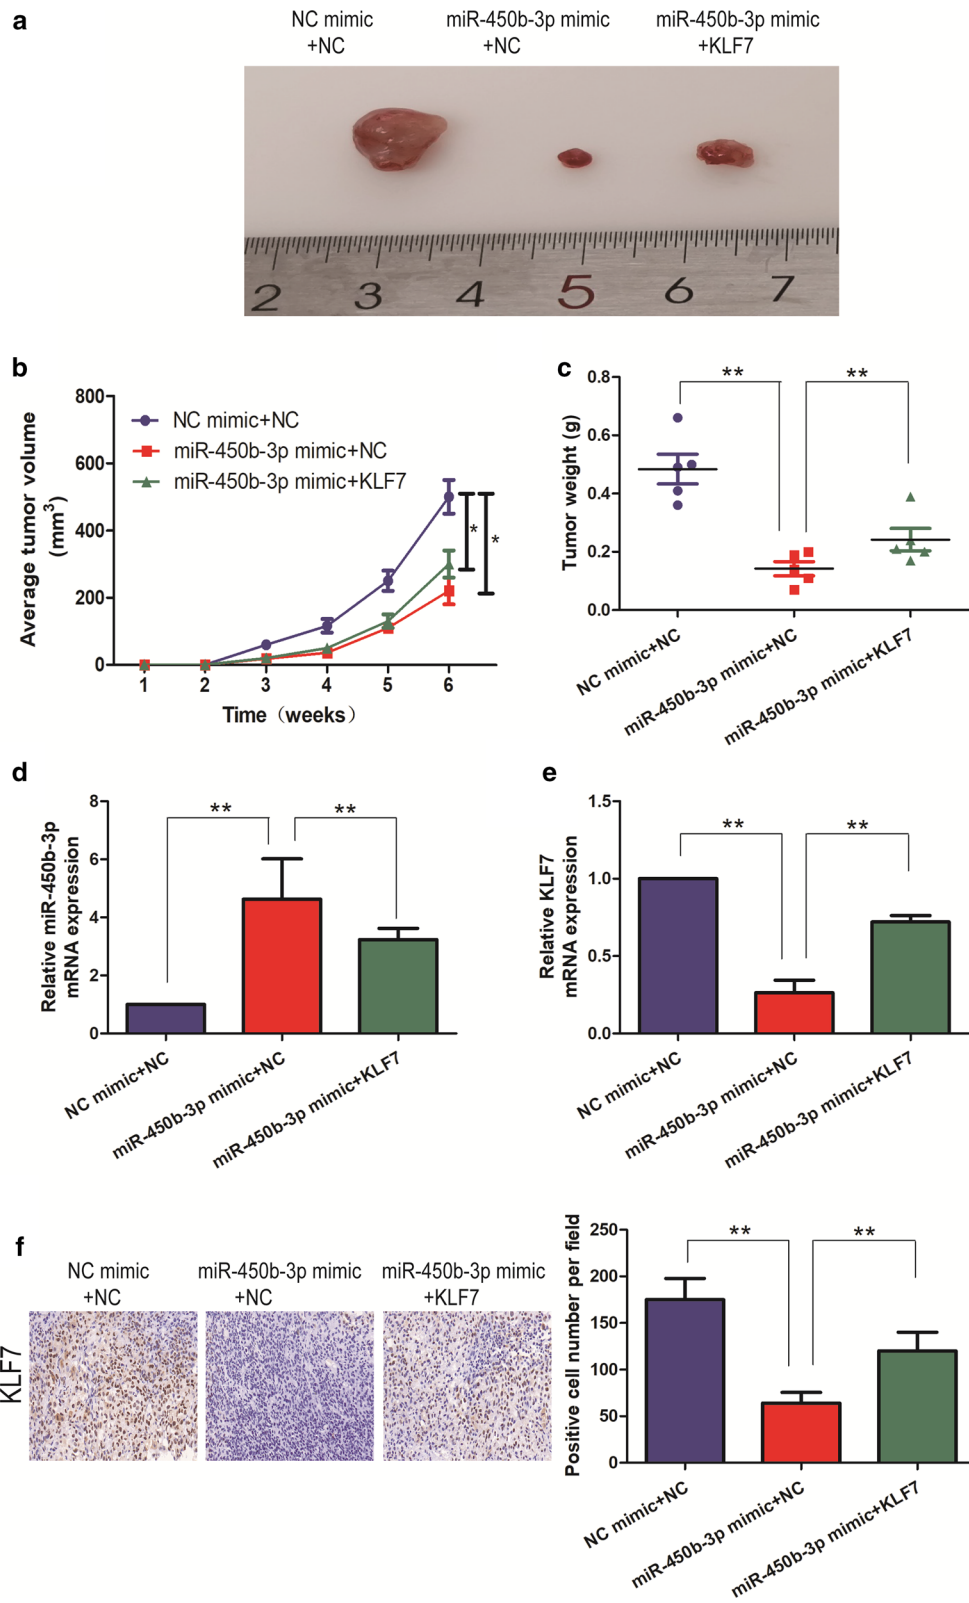 a
NC mimic
+NC
miR-450b-3p mimic
+NC
miR-450b-3p mimic
+KLF7
2 3 4 5 6 7
b
Average tumor volume
(mm3)
800
600
400
200
0
NC mimic+NC
miR-450b-3p mimic+NC
miR-450b-3p mimic+KLF7
*
*
1 2 3 4 5 6
Time（weeks）
c
Tumor weight (g)
0.8
0.6
0.4
0.2
0.0
** **
NC mimic+NC
miR-450b-3p mimic+NC
miR-450b-3p mimic+KLF7
d
Relative miR-450b-3p
mRNA expression
8
6
4
2
0
** **
NC mimic+NC
miR-450b-3p mimic+NC
miR-450b-3p mimic+KLF7
e
Relative KLF7
mRNA expression
1.5
1.0
0.5
0.0
** **
NC mimic+NC
miR-450b-3p mimic+NC
miR-450b-3p mimic+KLF7
f
NC mimic
+NC
miR-450b-3p mimic
+NC
miR-450b-3p mimic
+KLF7
KLF7
Positive cell number per field
250
200
150
100
50
0
** **
NC mimic+NC
miR-450b-3p mimic+NC
miR-450b-3p mimic+KLF7